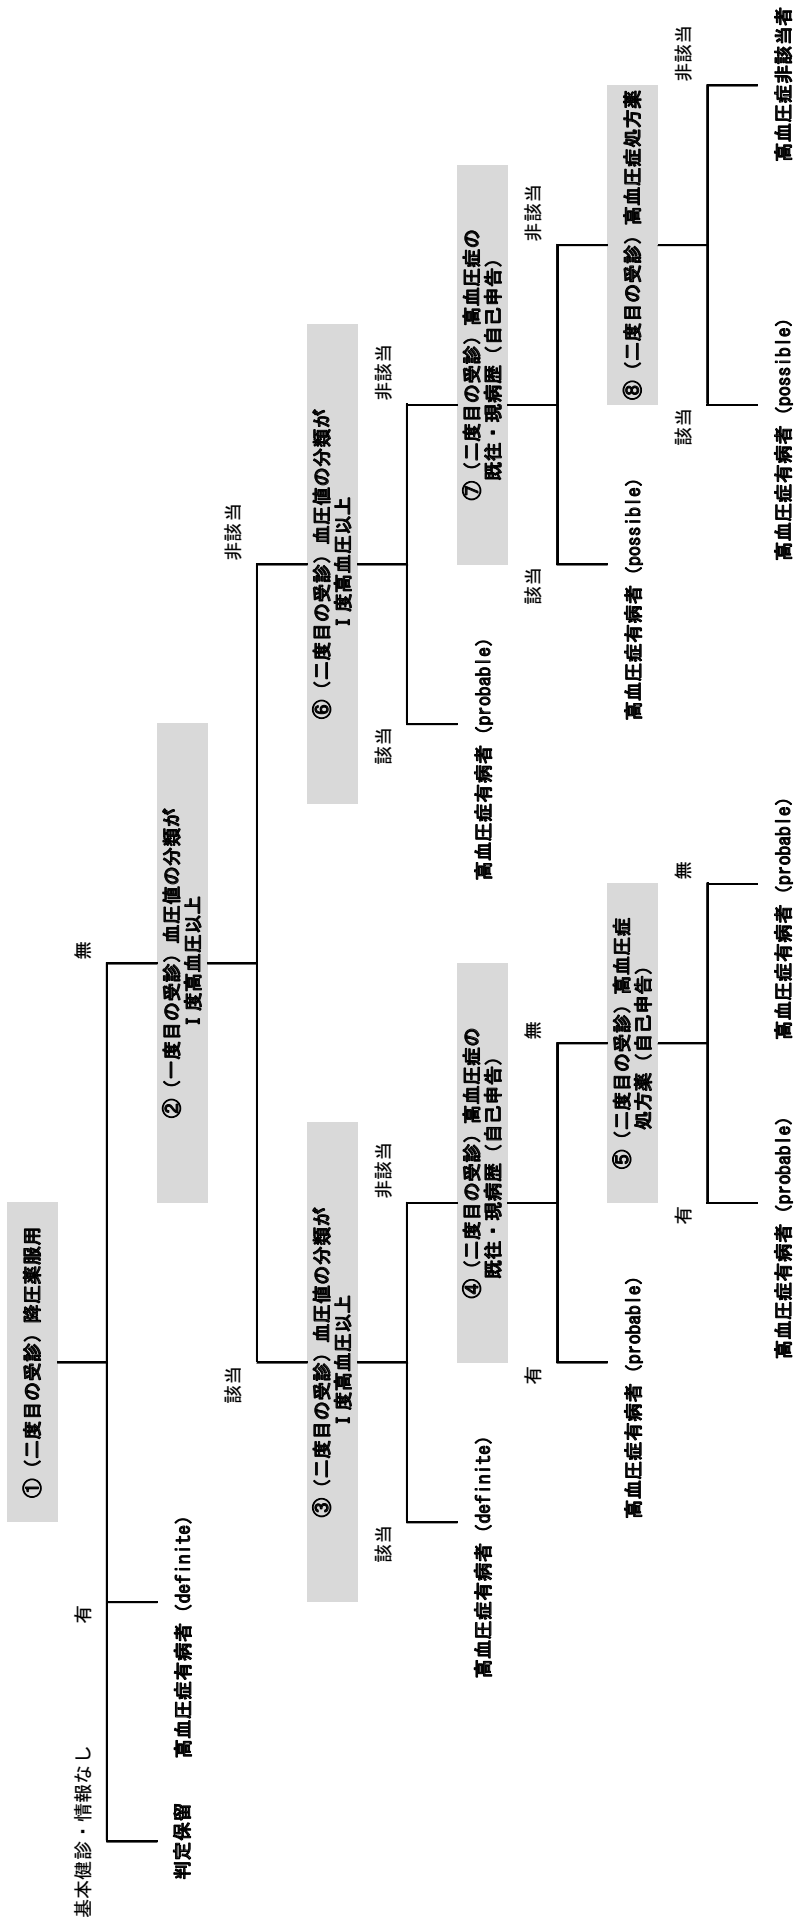 ①（二度目の受診）降圧薬服用
基本健診・情報なし
有
無
判定保留
高血圧症有病者（definite）
②（一度目の受診）血圧値の分類が
Ⅰ度高血圧以上
該当
非該当
③（二度目の受診）血圧値の分類が
Ⅰ度高血圧以上
⑥（二度目の受診）血圧値の分類が
Ⅰ度高血圧以上
該当
非該当
該当
非該当
高血圧症有病者（definite）
④（二度目の受診）高血圧症の
既往・現病歴（自己申告）
高血圧症有病者（probable）
⑦（二度目の受診）高血圧症の
既往・現病歴（自己申告）
有
無
該当
非該当
高血圧症有病者（probable）
⑤（二度目の受診）高血圧症
処方薬（自己申告）
高血圧症有病者（possible）
⑧（二度目の受診）高血圧症処方薬
有
無
該当
非該当
高血圧症有病者（probable）
高血圧症有病者（probable）
高血圧症有病者（possible）
高血圧症非該当者